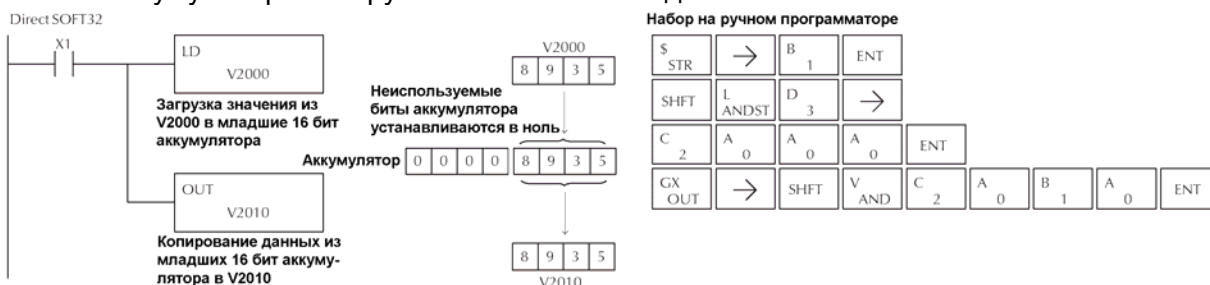 Direct SOFT32
X1
LD
V2000
Загрузка значения из
V2000 в младшие 16 бит
аккумулятора
OUT
V2010
Копирование данных из
младших 16 бит аккуму-
лятора в V2010
V2000
8 9 3 5
Неиспользуемые
биты аккумулятора
устанавливаются в ноль
Аккумулятор 0 0 0 0 8 9 3 5
8 9 3 5
V2010
Набор на ручном программаторе
$ STR → B 1 ENT
SHFT L ANDST D 3 →
C 2 A 0 A 0 A 0 ENT
GX OUT → SHFT V AND C 2 A 0 B 1 A 0 ENT